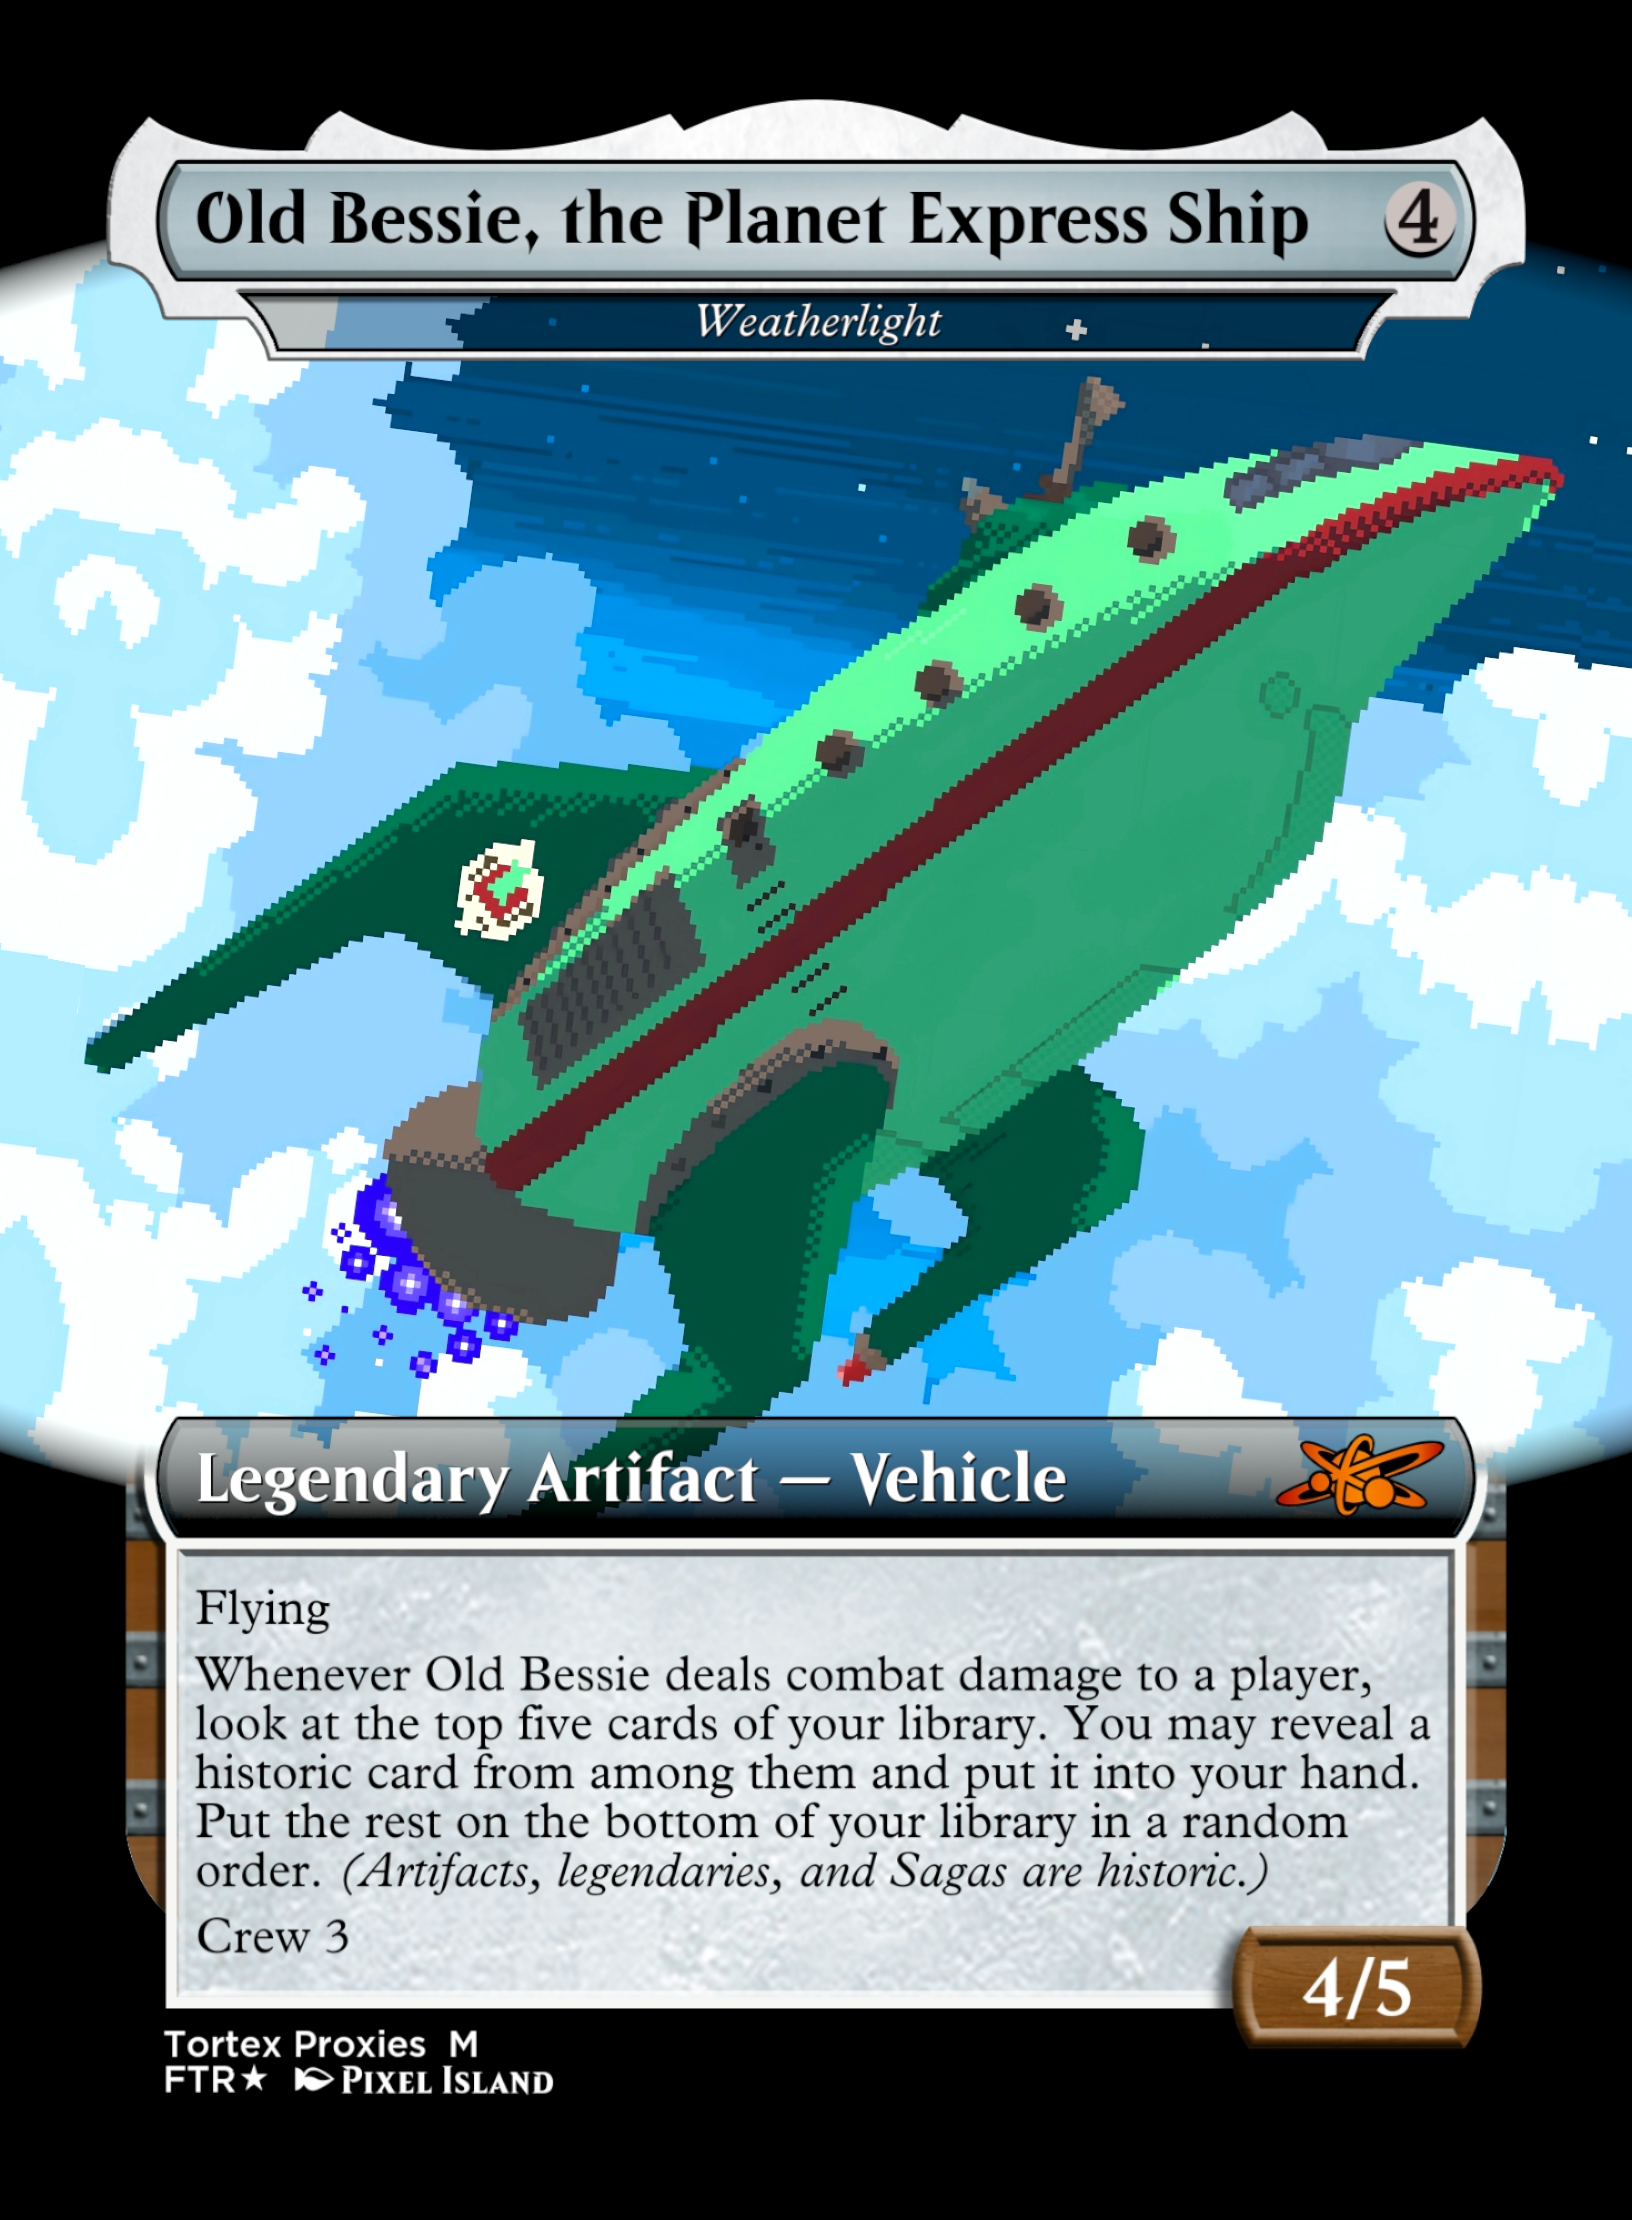 Old Bessie, the Planet Express Ship 4
Weatherlight
Legendary Artifact — Vehicle
Flying
Whenever Old Bessie deals combat damage to a player,
look at the top five cards of your library. You may reveal a
historic card from among them and put it into your hand.
Put the rest on the bottom of your library in a random
order. (Artifacts, legendaries, and Sagas are historic.)
Crew 3
4/5
Tortex Proxies M
FTR★ Pixel Island